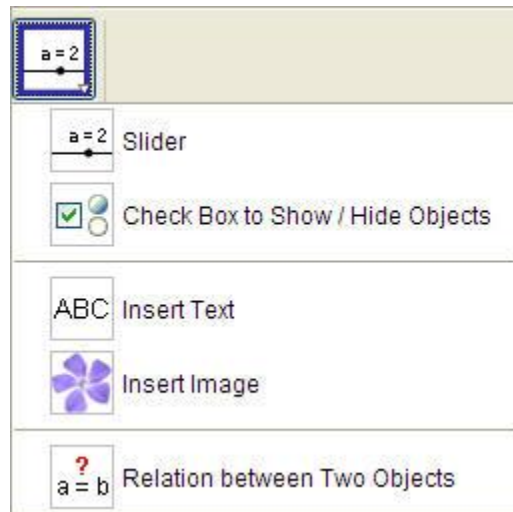 a = 2
a = 2 Slider
Check Box to Show / Hide Objects
ABC Insert Text
Insert Image
?
a = b Relation between Two Objects